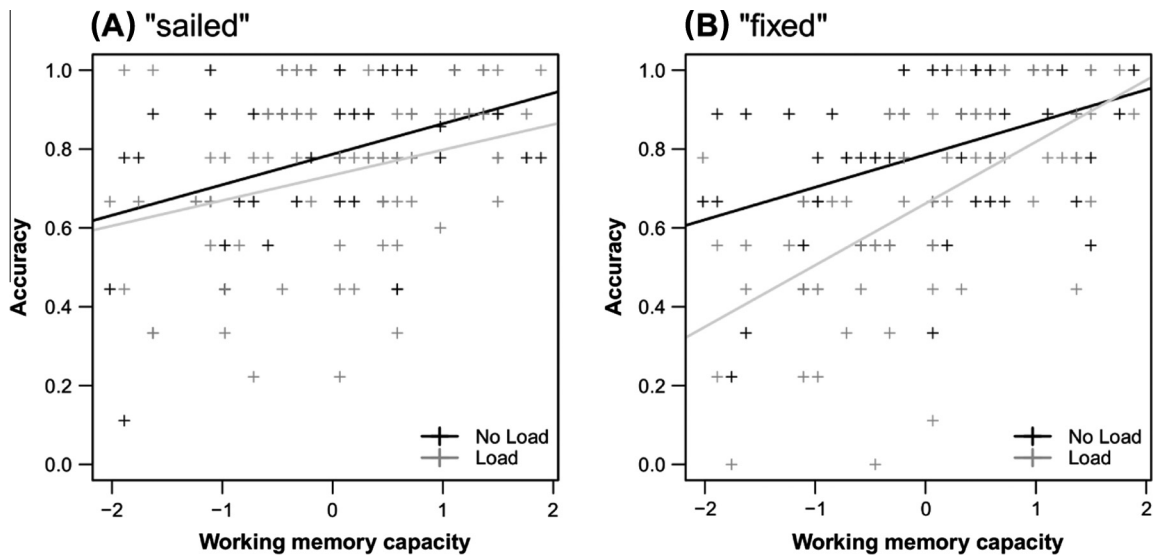 (A) "sailed"
1.0
0.8
0.6
0.4
0.2
0.0
Accuracy
−2 −1 0 1 2
Working memory capacity
No Load
Load
(B) "fixed"
1.0
0.8
0.6
0.4
0.2
0.0
Accuracy
−2 −1 0 1 2
Working memory capacity
No Load
Load